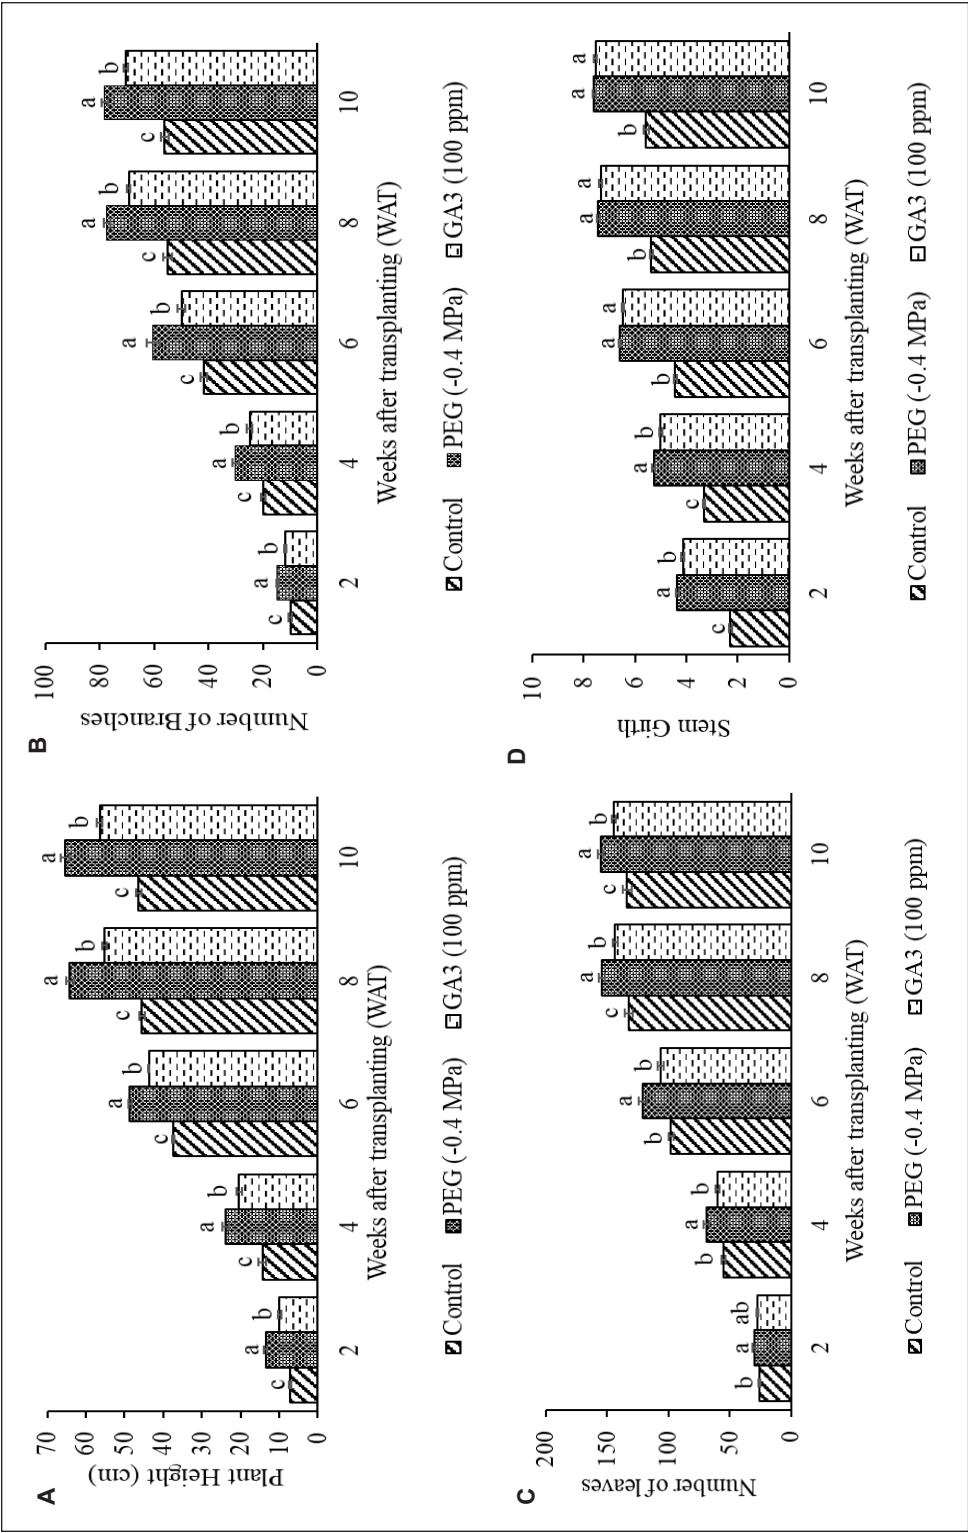 A
Plant Height (cm)
70
60
50
40
30
20
10
0
c a b
c a b
c a b
c a b
c a b
2 4 6 8 10
Weeks after transplanting (WAT)
Control PEG (-0.4 MPa) GA3 (100 ppm)
B
Number of Branches
100
80
60
40
20
0
c a b
c a b
c a b
c a b
c a b
2 4 6 8 10
Weeks after transplanting (WAT)
Control PEG (-0.4 MPa) GA3 (100 ppm)
C
Number of leaves
200
150
100
50
0
b a ab
b a b
b a b
c a b
c a b
2 4 6 8 10
Weeks after transplanting (WAT)
Control PEG (-0.4 MPa) GA3 (100 ppm)
D
Stem Girth
10
8
6
4
2
0
c a b
c a b
b a a
b a a
b a a
2 4 6 8 10
Weeks after transplanting (WAT)
Control PEG (-0.4 MPa) GA3 (100 ppm)